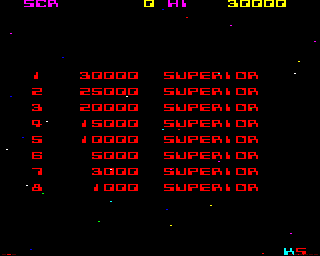 SCR 0 HI 30000
1 30000 SUPERIOR
2 25000 SUPERIOR
3 20000 SUPERIOR
4 15000 SUPERIOR
5 10000 SUPERIOR
6 5000 SUPERIOR
7 3000 SUPERIOR
8 1000 SUPERIOR
KS